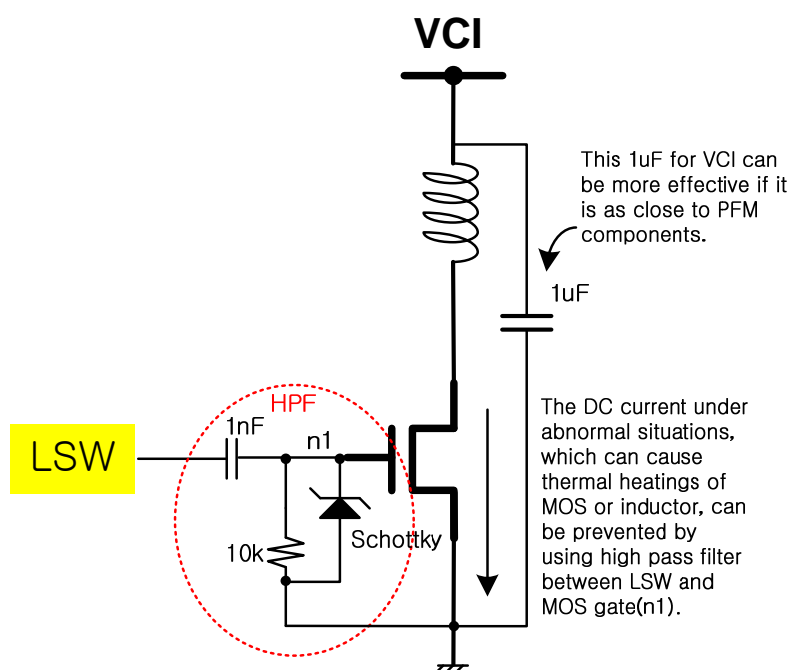 VCI
This 1uF for VCI can
be more effective if it
is as close to PFM
components.
1uF
HPF
1nF
n1
LSW
10k
Schottky
The DC current under
abnormal situations,
which can cause
thermal heatings of
MOS or inductor, can
be prevented by
using high pass filter
between LSW and
MOS gate(n1).